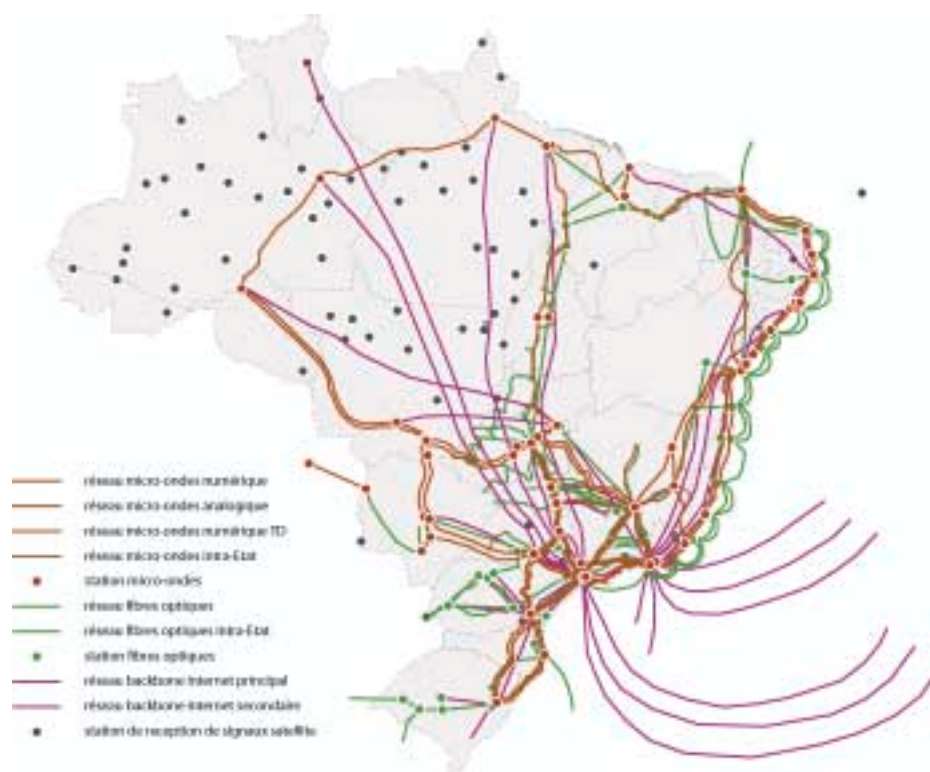 réseau micro-ondes numérique
réseau micro-ondes analogique
réseau micro-ondes numérique TD
réseau micro-ondes intra-Etat
station micro-ondes
réseau fibres optiques
réseau fibres optiques intra-Etat
station fibres optiques
réseau backbone Internet principal
réseau backbone-Internet secondaire
station de reception de signaux satellite